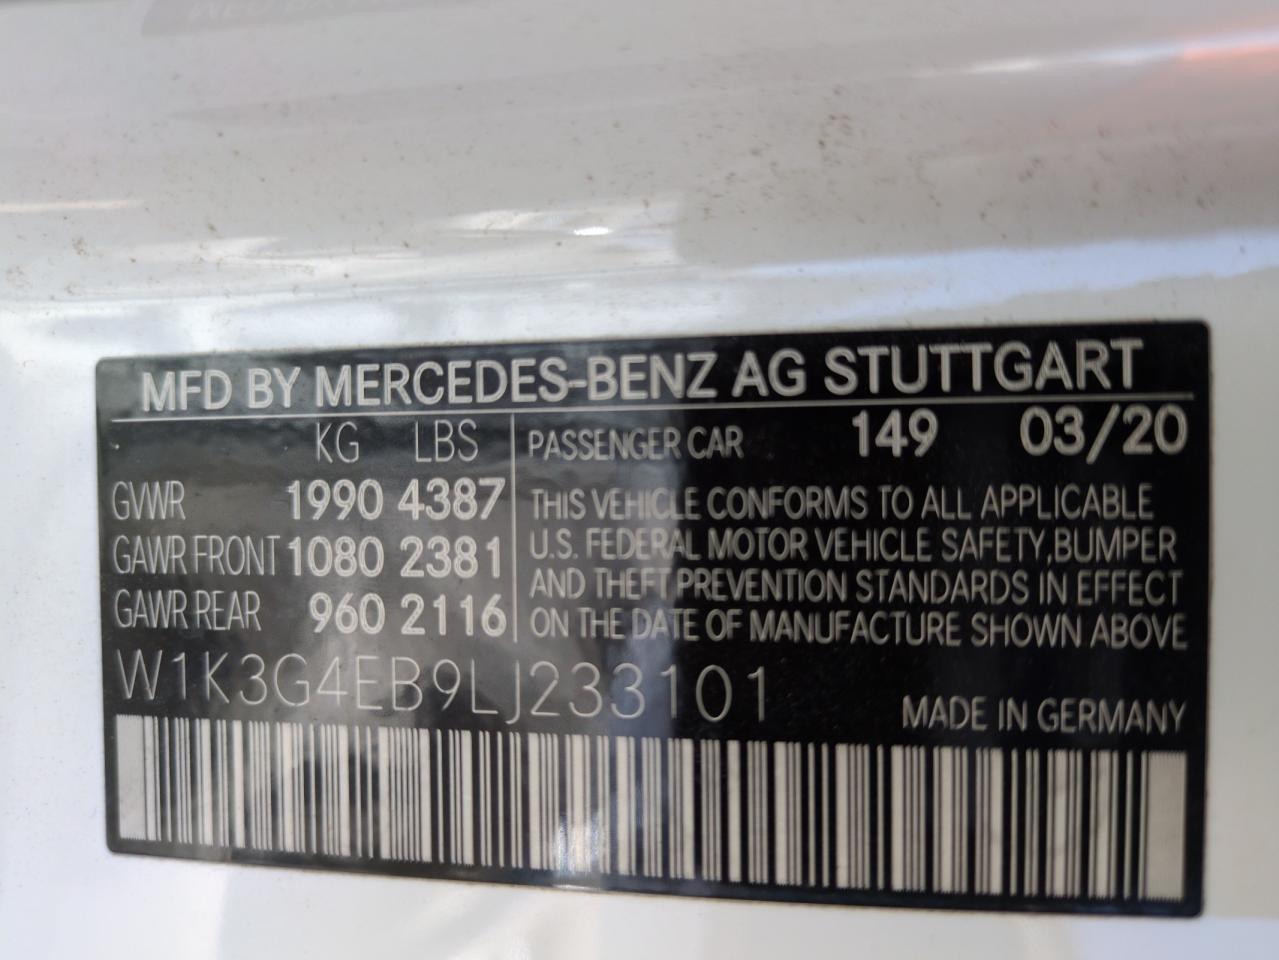 MFD BY MERCEDES-BENZ AG STUTTGART
KG LBS
GVWR 1990 4387
GAWR FRONT 1080 2381
GAWR REAR 960 2116
PASSENGER CAR 149 03/20
THIS VEHICLE CONFORMS TO ALL APPLICABLE
U.S. FEDERAL MOTOR VEHICLE SAFETY,BUMPER
AND THEFT PREVENTION STANDARDS IN EFFECT
ON THE DATE OF MANUFACTURE SHOWN ABOVE
W1K3G4EB9LJ233101
MADE IN GERMANY